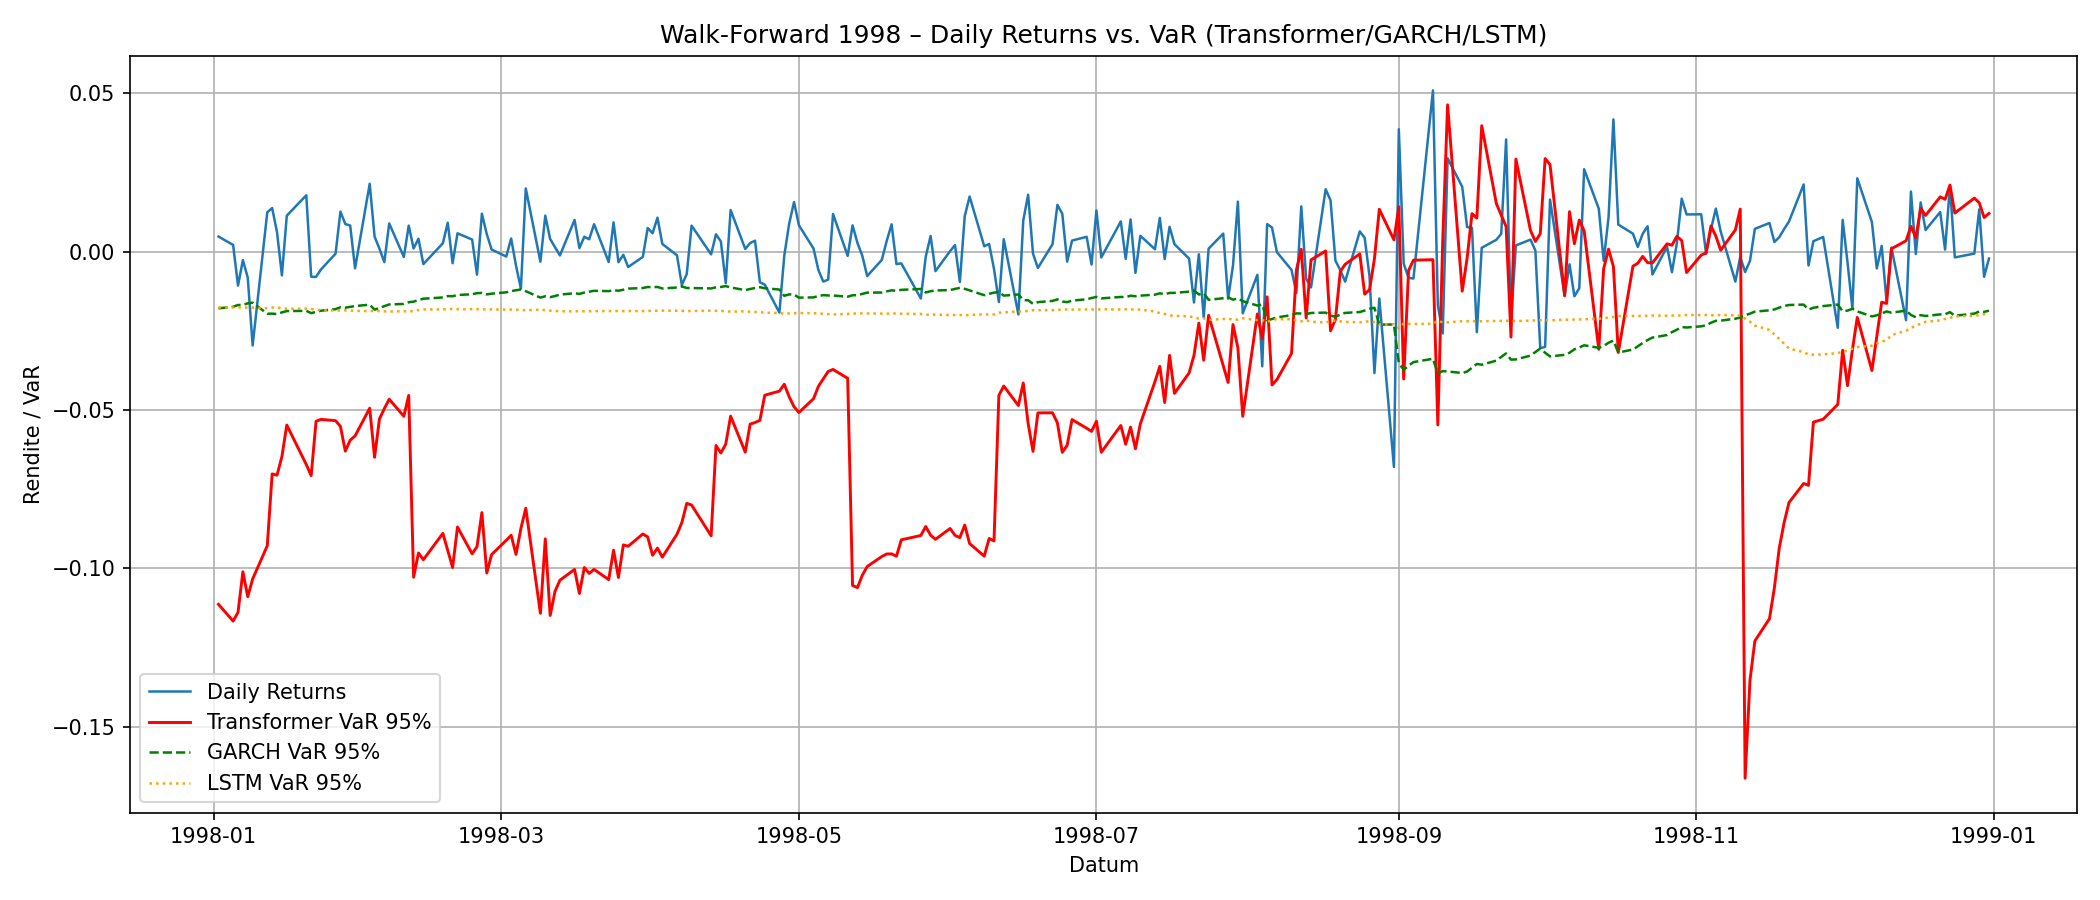 Walk-Forward 1998 – Daily Returns vs. VaR (Transformer/GARCH/LSTM)
Rendite / VaR
0.05
0.00
−0.05
−0.10
−0.15
Daily Returns
Transformer VaR 95%
GARCH VaR 95%
LSTM VaR 95%
1998-01 1998-03 1998-05 1998-07 1998-09 1998-11 1999-01
Datum